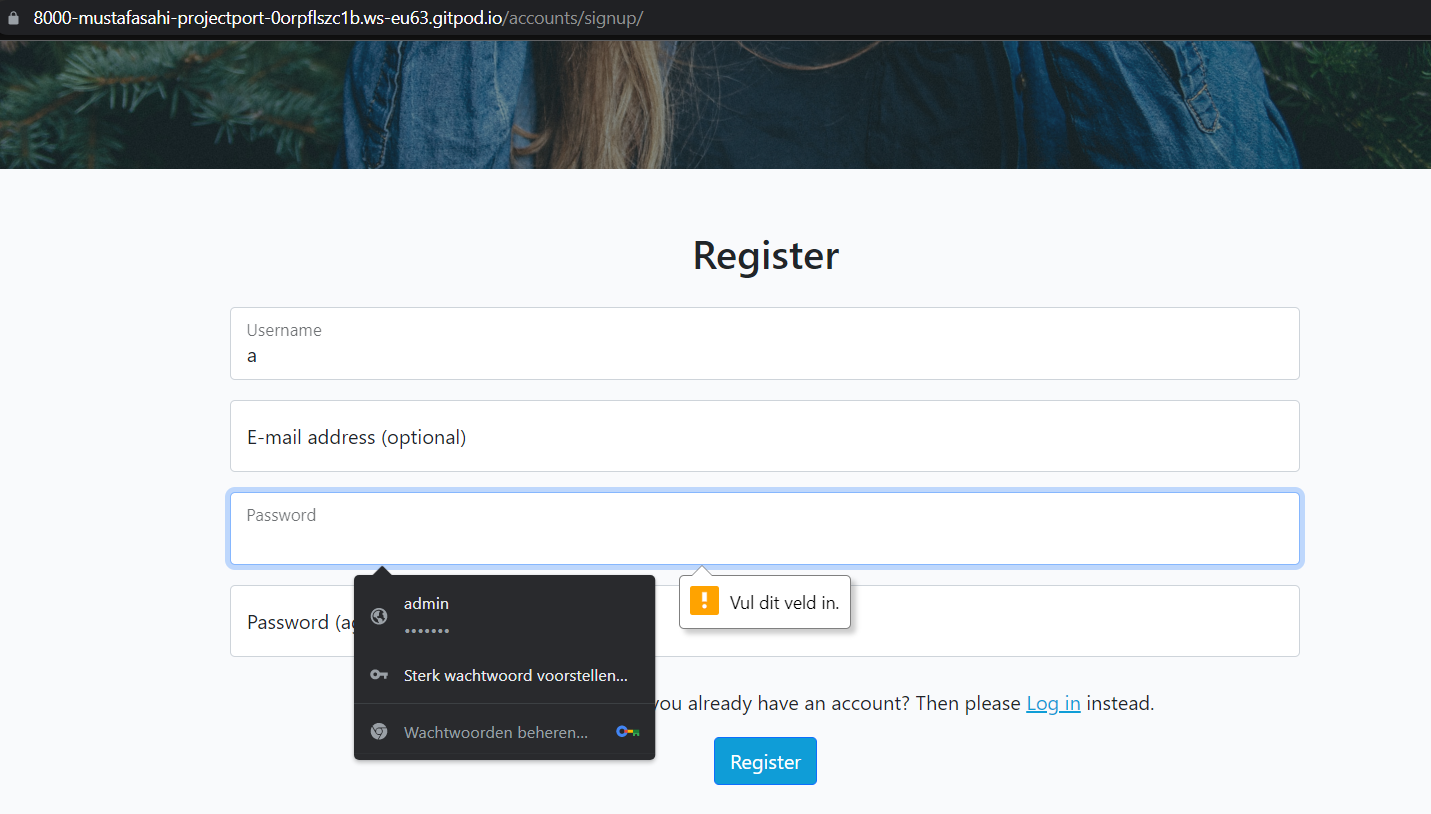 8000-mustafasahi-projectport-0orpflszc1b.ws-eu63.gitpod.io/accounts/signup/
Register
Username
a
E-mail address (optional)
Password
Password (ag
admin
•••••••
Vul dit veld in.
Sterk wachtwoord voorstellen...
Wachtwoorden beheren...
you already have an account? Then please Log in instead.
Register